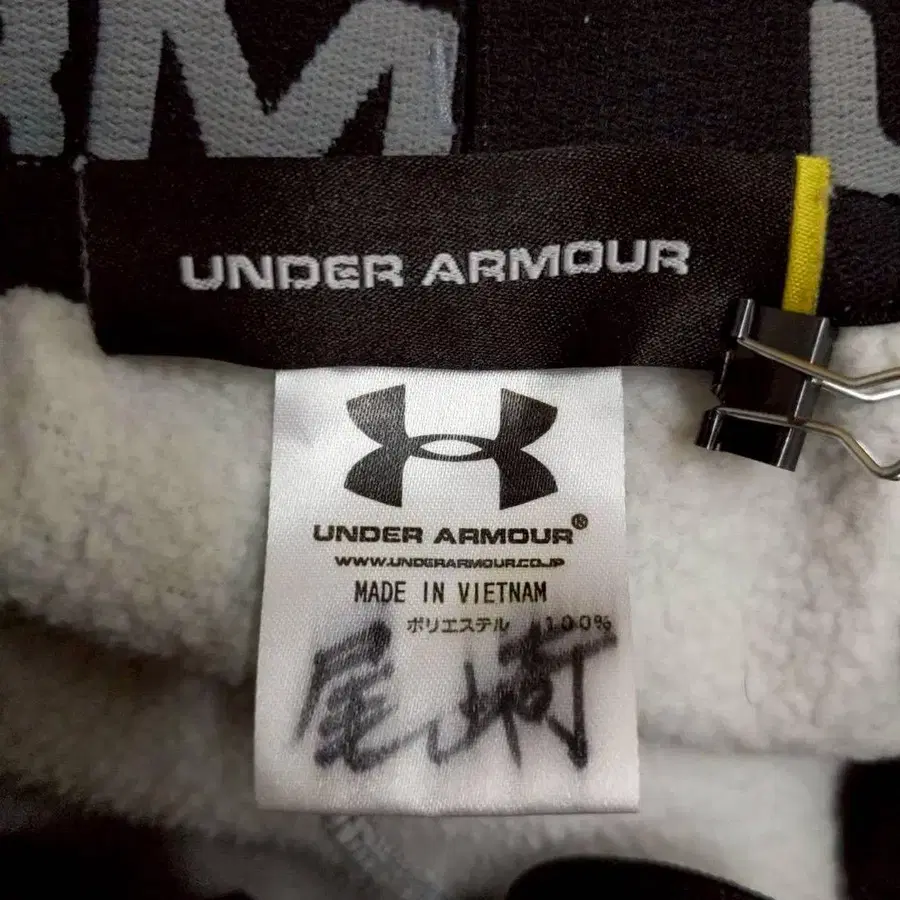 RM
UNDER ARMOUR
UNDER ARMOUR®
WWW.UNDERARMOUR.CO.JP
MADE IN VIETNAM
ポリエステル 100%
尾崎